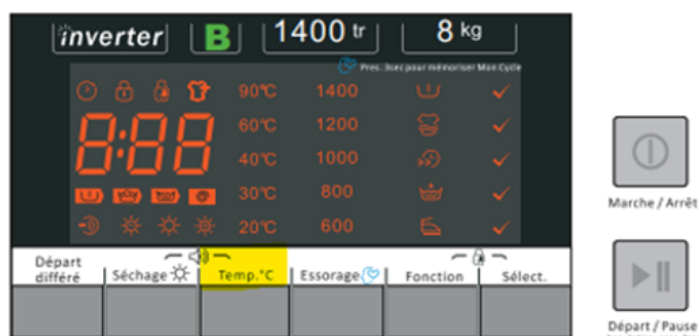 inverter B 1400 tr 8 kg
Pres. 3sec pour mémoriser Mon Cycle
90°C 1400
8:88 60°C 1200
40°C 1000
30°C 800
20°C 600
Départ différé Séchage Temp.°C Essorage Fonction Sélect.
Marche / Arrêt
Départ / Pause